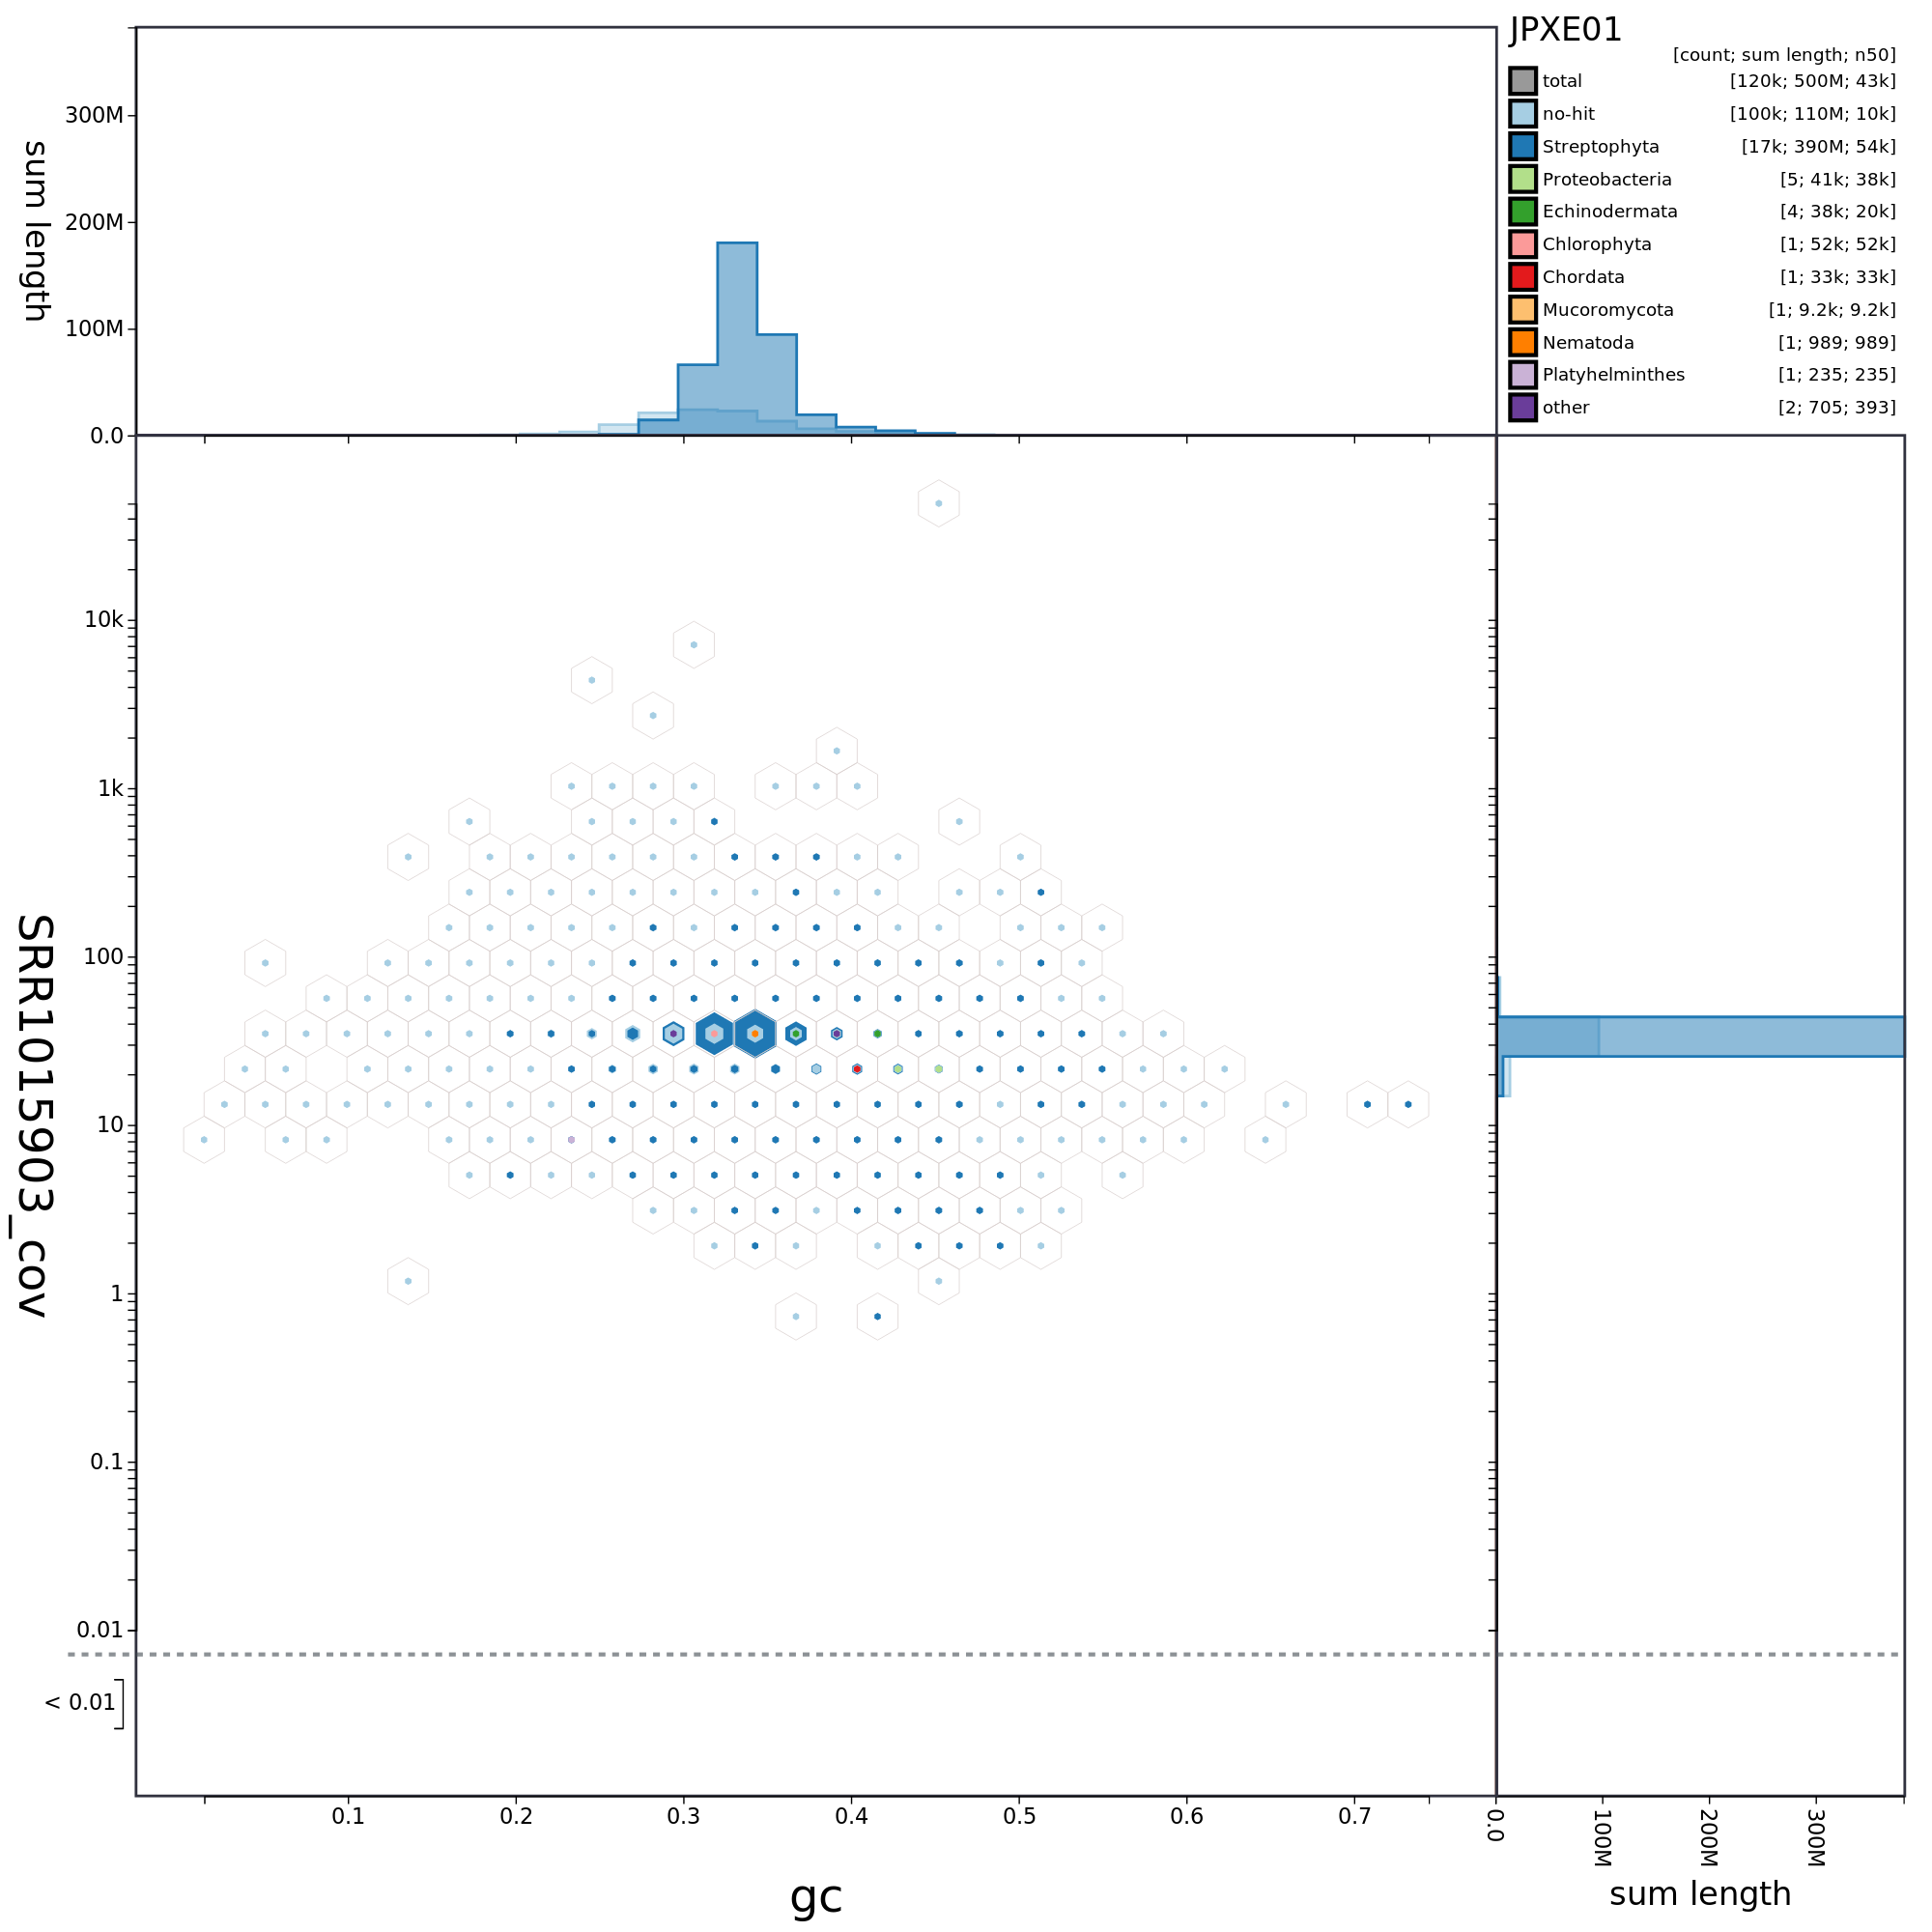 JPXE01
[count; sum length; n50]
total [120k; 500M; 43k]
no-hit [100k; 110M; 10k]
Streptophyta [17k; 390M; 54k]
Proteobacteria [5; 41k; 38k]
Echinodermata [4; 38k; 20k]
Chlorophyta [1; 52k; 52k]
Chordata [1; 33k; 33k]
Mucoromycota [1; 9.2k; 9.2k]
Nematoda [1; 989; 989]
Platyhelminthes [1; 235; 235]
other [2; 705; 393]
sum length
300M
200M
100M
0.0
SRR1015903_cov
10k
1k
100
10
1
0.1
0.01
< 0.01
0.1 0.2 0.3 0.4 0.5 0.6 0.7
gc
0.0 100M 200M 300M
sum length